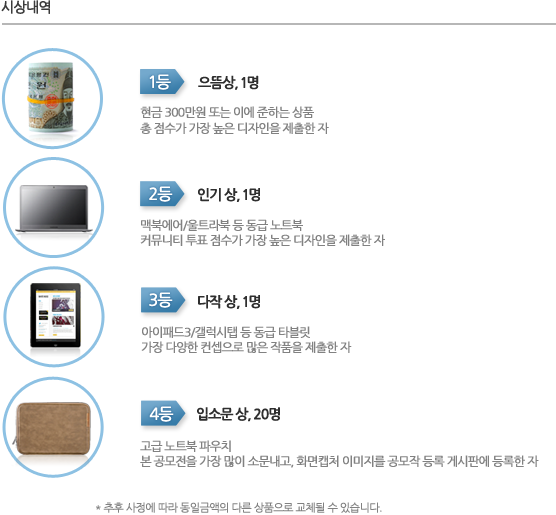 시상내역
1등 으뜸상, 1명
현금 300만원 또는 이에 준하는 상품
총 점수가 가장 높은 디자인을 제출한 자
2등 인기 상, 1명
맥북에어/울트라북 등 동급 노트북
커뮤니티 투표 점수가 가장 높은 디자인을 제출한 자
3등 다작 상, 1명
아이패드3/갤럭시탭 등 동급 타블릿
가장 다양한 컨셉으로 많은 작품을 제출한 자
4등 입소문 상, 20명
고급 노트북 파우치
본 공모전을 가장 많이 소문내고, 화면캡처 이미지를 공모작 등록 게시판에 등록한 자
* 추후 사정에 따라 동일금액의 다른 상품으로 교체될 수 있습니다.